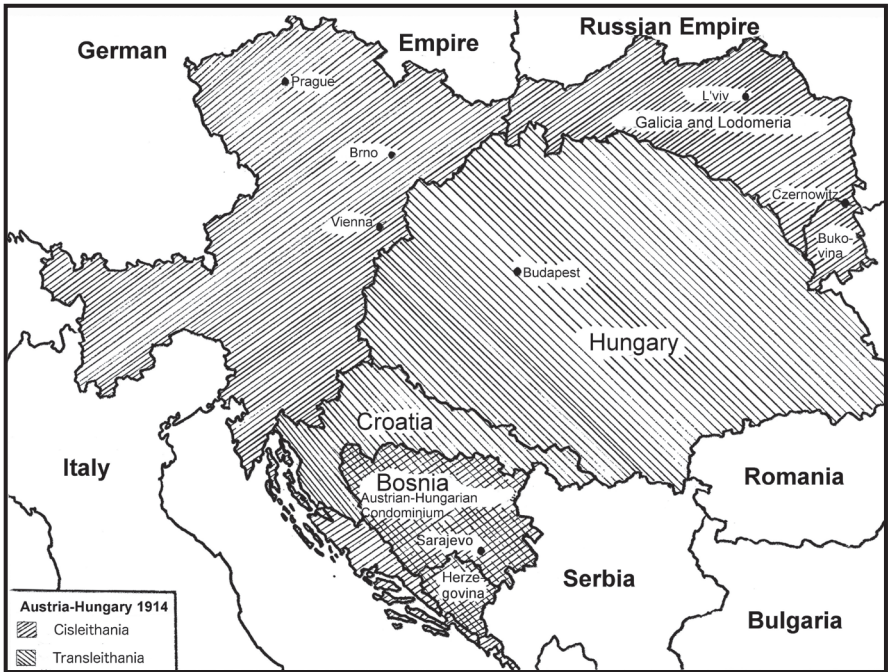 German
Empire
Russian Empire
Prague
L'viv
Galicia and Lodomeria
Brno
Czernowitz
Vienna
Buko-
vina
Budapest
Hungary
Croatia
Italy
Bosnia
Austrian-Hungarian
Condominium
Romania
Sarajevo
Herze-
govina
Serbia
Bulgaria
Austria-Hungary 1914
Cisleithania
Transleithania